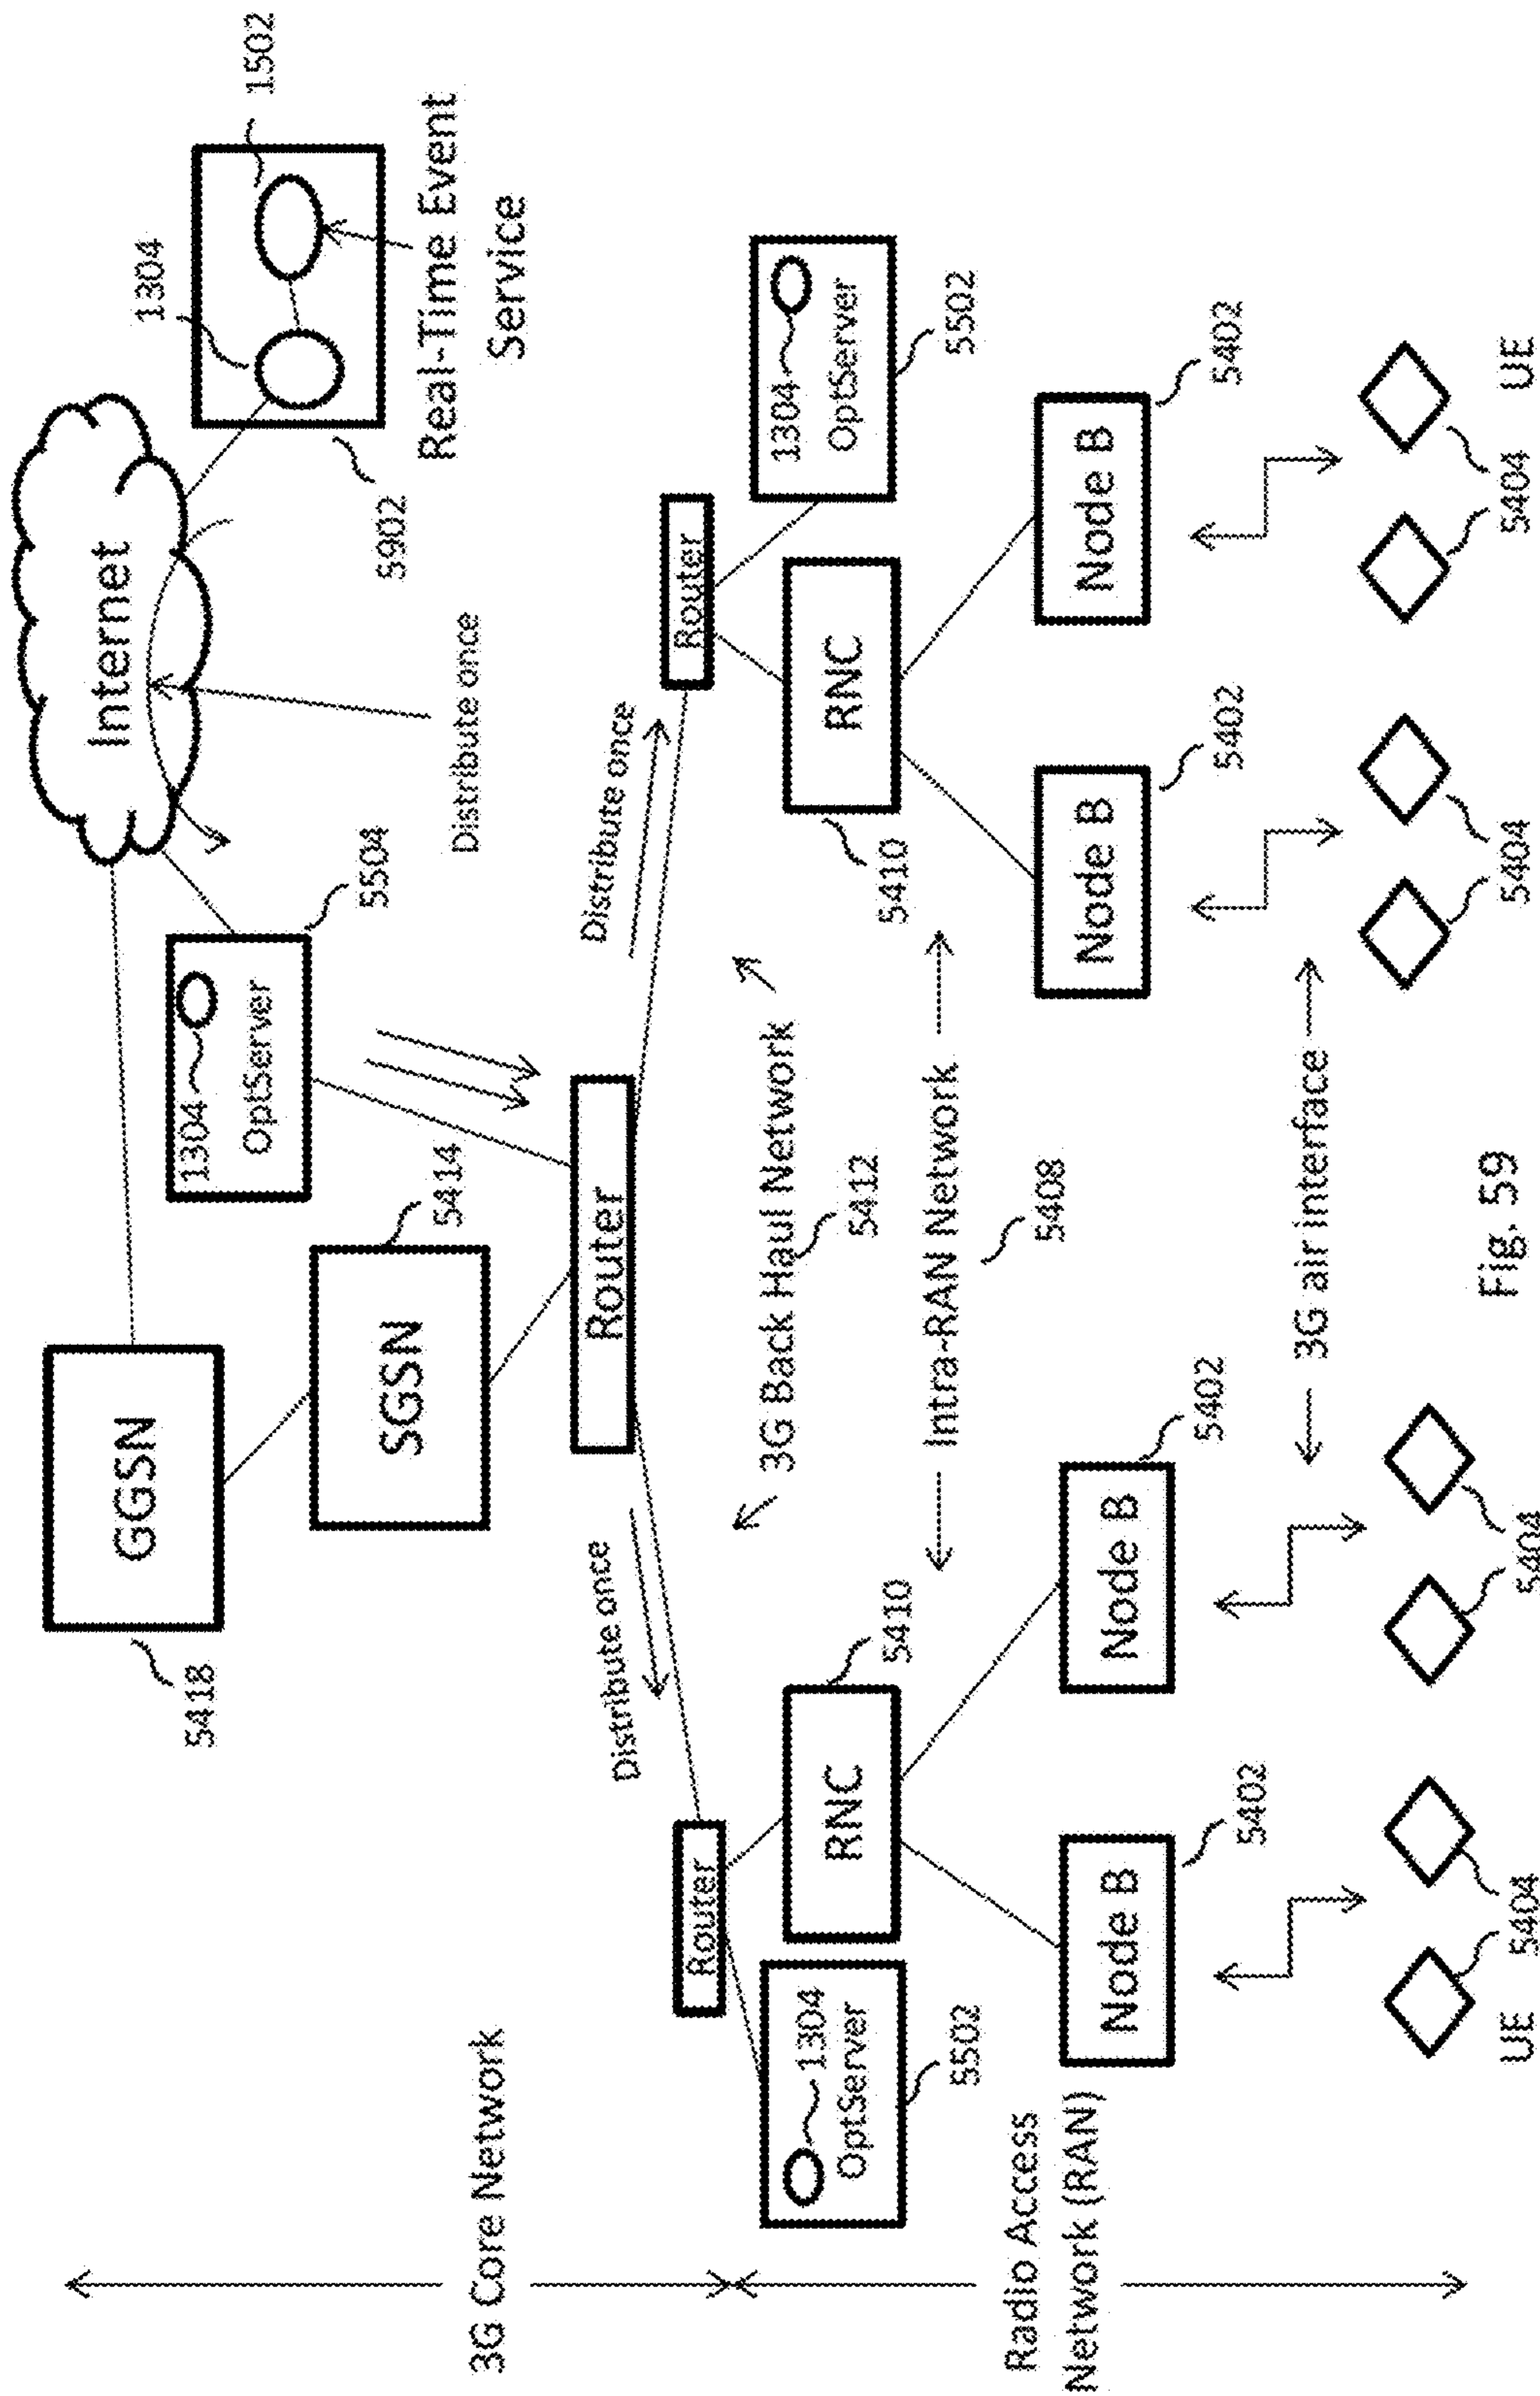 Internet
1502
1304
GGSN
5418
1304
OptServer
5504
5902
Real-Time Event
Service
SGSN
5414
Distribute once
3G Core Network
Router
Distribute once
Distribute once
Router
Router
3G Back Haul Network
5412
1304
OptServer
5502
RNC
5410
RNC
5410
1304
OptServer
5502
Intra-RAN Network
5408
Radio Access
Network (RAN)
Node B
5402
Node B
5402
Node B
5402
Node B
5402
3G air interface
UE
5404
5404
5404
5404
UE
Fig. 59